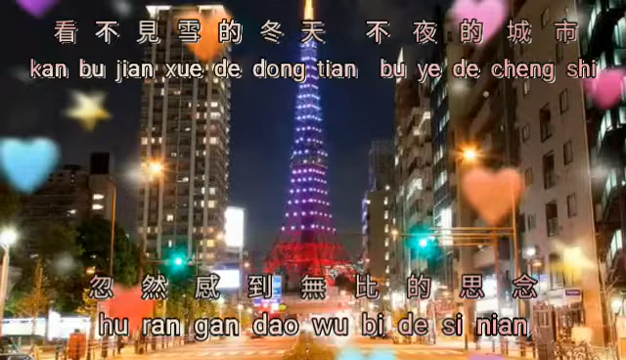 看不見雪的冬天 不夜的城市
kan bu jian xue de dong tian bu ye de cheng shi
忽然感到無比的思念_
hu ran gan dao wu bi de si nian